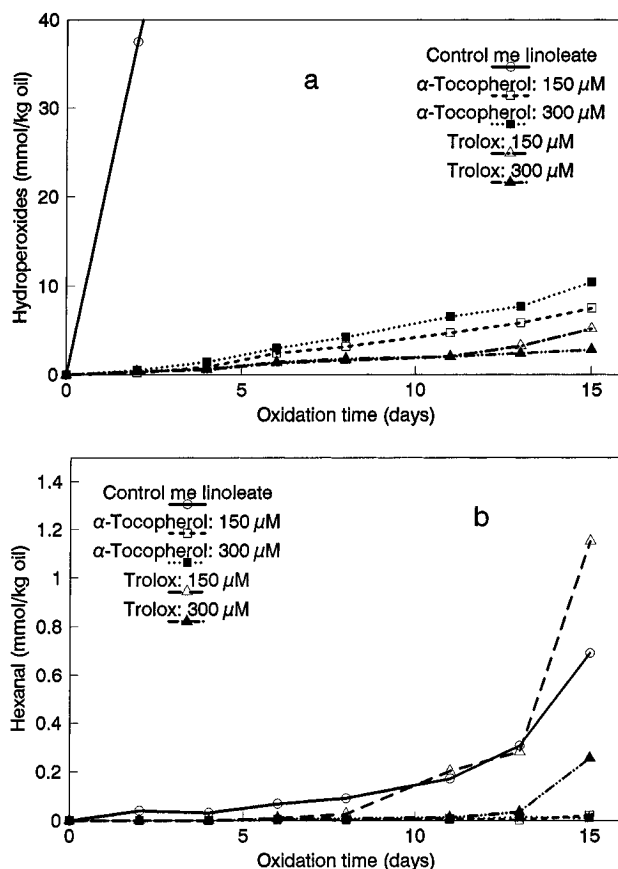 40
30
20
10
0
Hydroperoxides (mmol/kg oil)
a
Control me linoleate
α-Tocopherol: 150 μM
α-Tocopherol: 300 μM
Trolox: 150 μM
Trolox: 300 μM
0 5 10 15
Oxidation time (days)
1.4
1.2
1
0.8
0.6
0.4
0.2
0
Hexanal (mmol/kg oil)
b
Control me linoleate
α-Tocopherol: 150 μM
α-Tocopherol: 300 μM
Trolox: 150 μM
Trolox: 300 μM
0 5 10 15
Oxidation time (days)